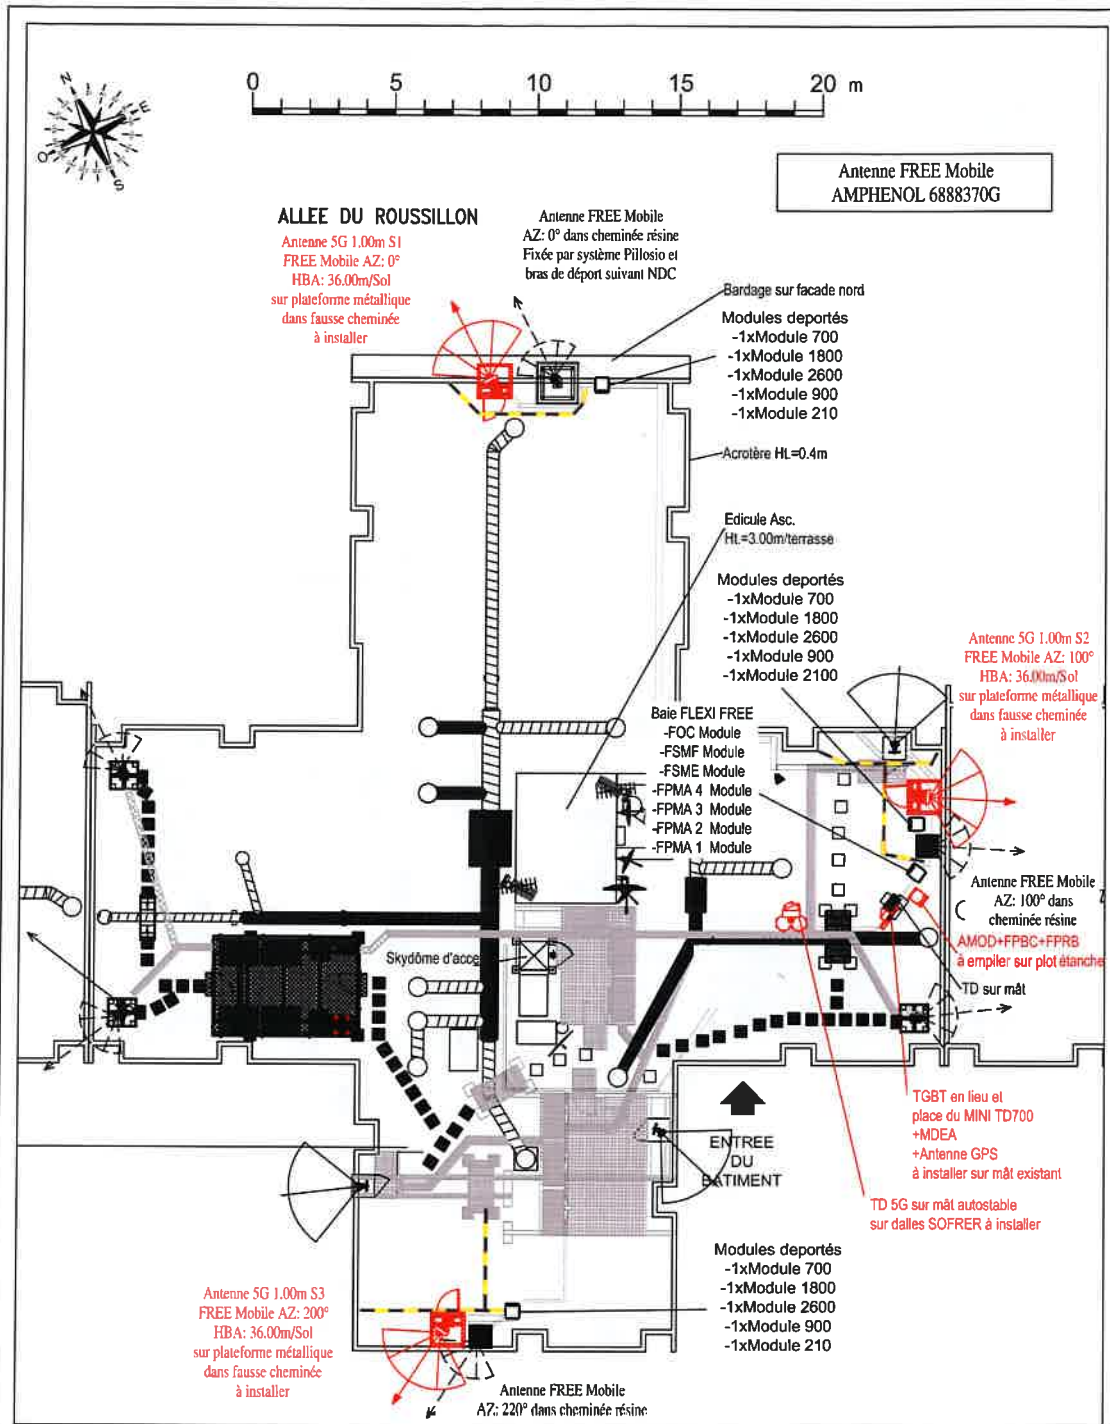 0 5 10 15 20 m
N
E
O
S
Antenne FREE Mobile
AMPHENOL 6888370G
ALLEE DU ROUSSILLON
Antenne 5G 1.00m S1
FREE Mobile AZ: 0°
HBA: 36.00m/Sol
sur plateforme métallique
dans fausse cheminée
à installer
Antenne FREE Mobile
AZ: 0° dans cheminée résine
Fixée par système Pillosio et
bras de déport suivant NDC
Bardage sur facade nord
Modules deportés
-1xModule 700
-1xModule 1800
-1xModule 2600
-1xModule 900
-1xModule 210
Acrotère HL=0.4m
Edicule Asc.
Ht.=3.00m/terrasse
Modules deportés
-1xModule 700
-1xModule 1800
-1xModule 2600
-1xModule 900
-1xModule 2100
Antenne 5G 1.00m S2
FREE Mobile AZ: 100°
HBA: 36.00m/Sol
sur plateforme métallique
dans fausse cheminée
à installer
Baie FLEXI FREE
-FOC Module
-FSMF Module
-FSME Module
-FPMA 4 Module
-FPMA 3 Module
-FPMA 2 Module
-FPMA 1 Module
Antenne FREE Mobile
AZ: 100° dans
cheminée résine
AMOD+FPBC+FPRB
à empiler sur plot étanche
TD sur mât
Skydôme d'acce
TGBT en lieu et
place du MINI TD700
+MDEA
+Antenne GPS
à installer sur mât existant
ENTREE
DU
BATIMENT
TD 5G sur mât autostable
sur dalles SOFRER à installer
Modules deportés
-1xModule 700
-1xModule 1800
-1xModule 2600
-1xModule 900
-1xModule 210
Antenne 5G 1.00m S3
FREE Mobile AZ: 200°
HBA: 36.00m/Sol
sur plateforme métallique
dans fausse cheminée
à installer
Antenne FREE Mobile
AZ: 220° dans cheminée résine